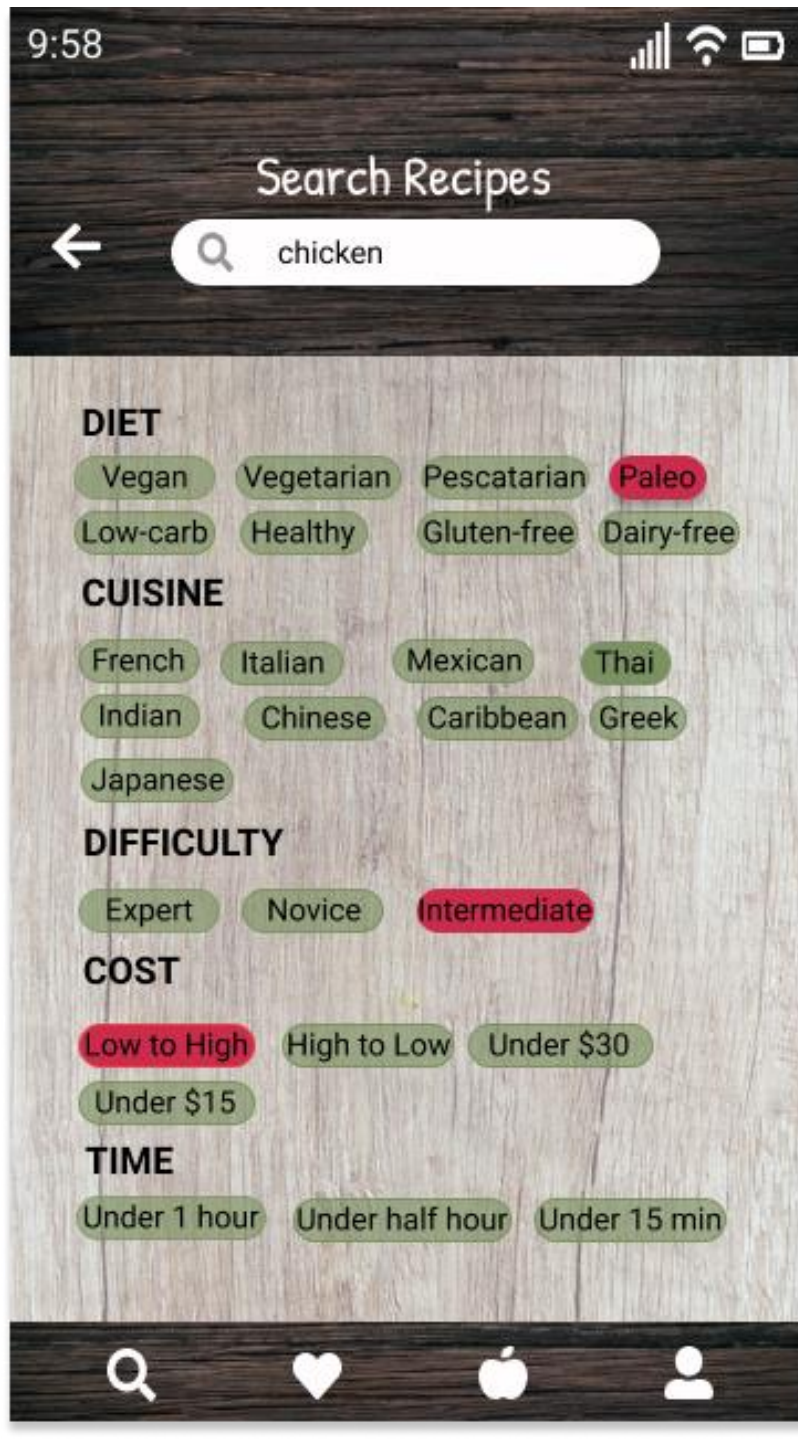 9:58
Search Recipes
chicken
DIET
Vegan Vegetarian Pescatarian Paleo
Low-carb Healthy Gluten-free Dairy-free
CUISINE
French Italian Mexican Thai
Indian Chinese Caribbean Greek
Japanese
DIFFICULTY
Expert Novice Intermediate
COST
Low to High High to Low Under $30
Under $15
TIME
Under 1 hour Under half hour Under 15 min